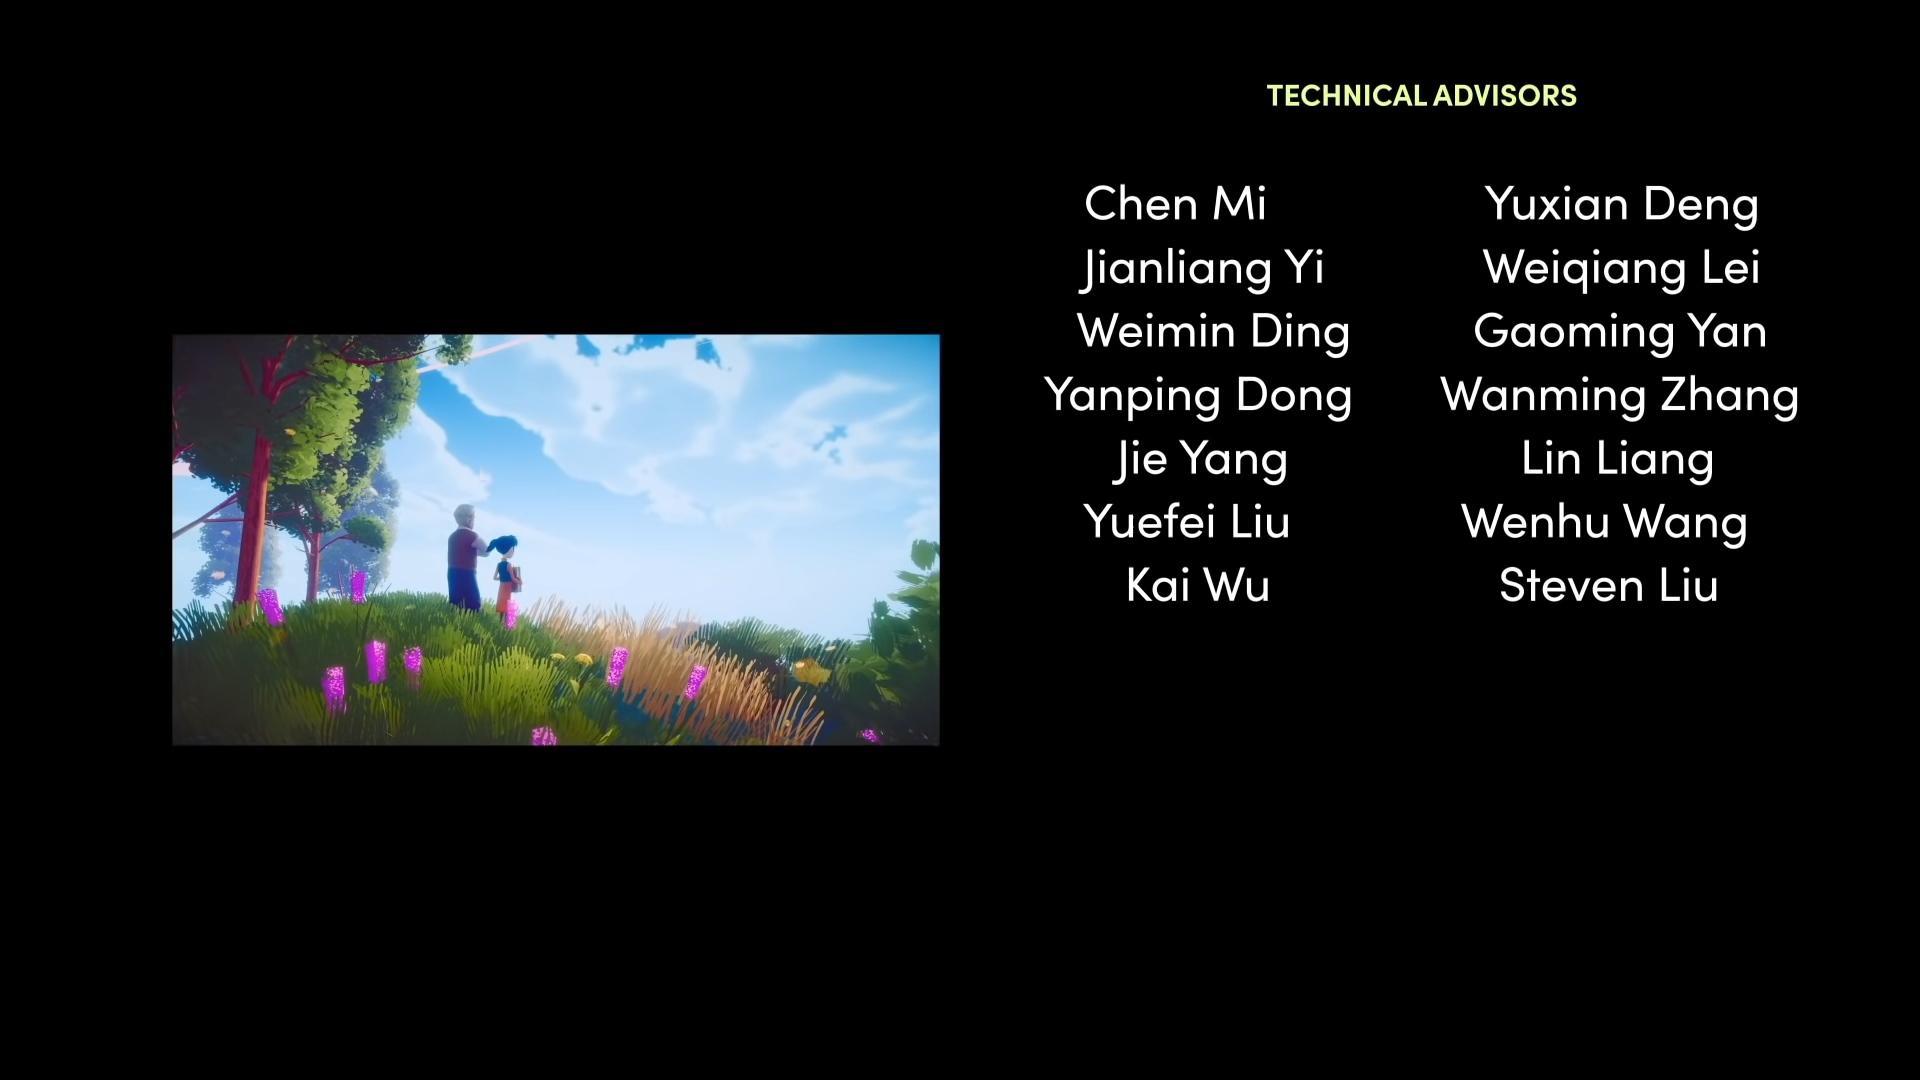 TECHNICAL ADVISORS
Chen Mi
Jianliang Yi
Weimin Ding
Yanping Dong
Jie Yang
Yuefei Liu
Kai Wu
Yuxian Deng
Weiqiang Lei
Gaoming Yan
Wanming Zhang
Lin Liang
Wenhu Wang
Steven Liu